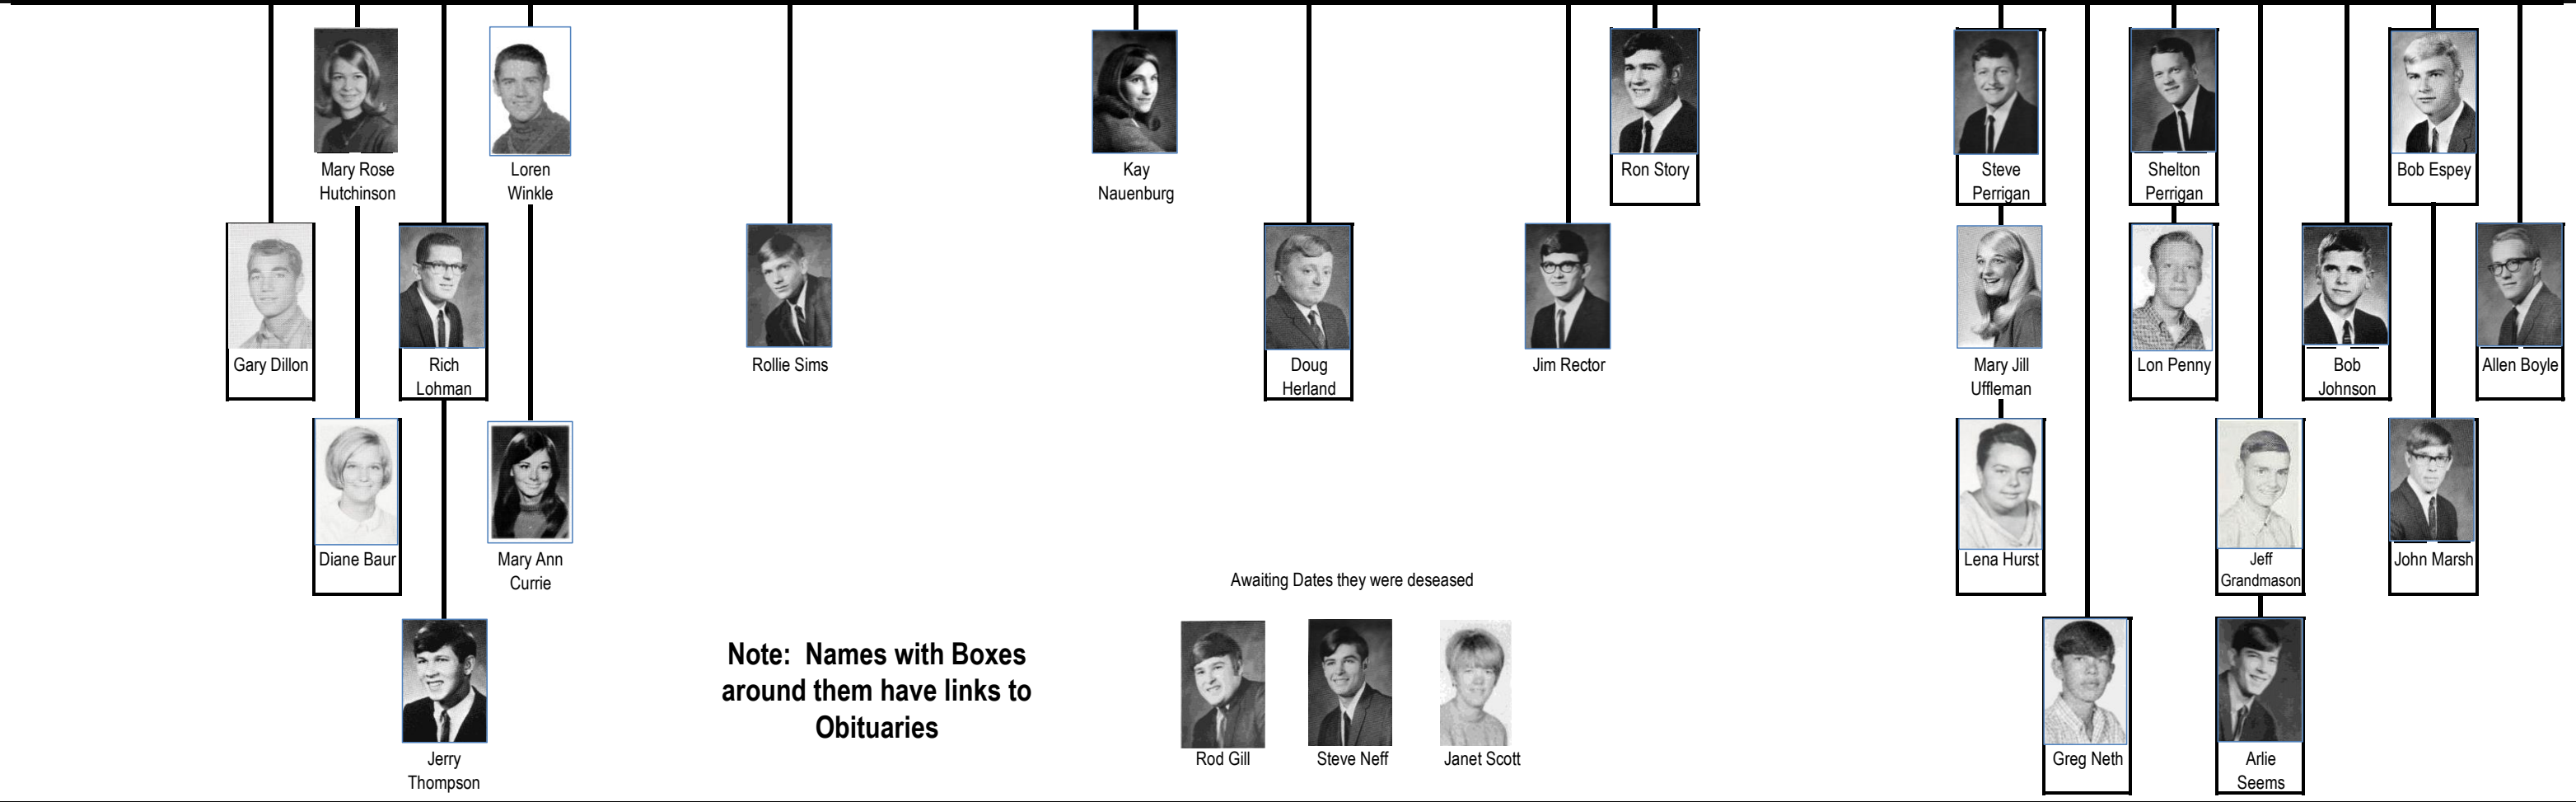 Mary Rose
Hutchinson
Loren
Winkle
Kay
Nauenburg
Ron Story
Steve
Perrigan
Shelton
Perrigan
Bob Espey
Gary Dillon
Rich
Lohman
Rollie Sims
Doug
Herland
Jim Rector
Mary Jill
Uffleman
Lon Penny
Bob
Johnson
Allen Boyle
Diane Baur
Mary Ann
Currie
Lena Hurst
Jeff
Grandmason
John Marsh
Awaiting Dates they were deseased
Note: Names with Boxes
around them have links to
Obituaries
Jerry
Thompson
Rod Gill
Steve Neff
Janet Scott
Greg Neth
Arlie
Seems